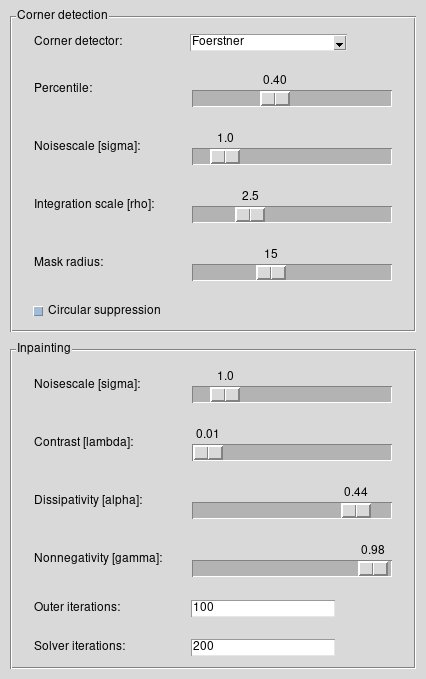 Corner detection
Corner detector: Foerstner
0.40
Percentile:
1.0
Noisescale [sigma]:
2.5
Integration scale [rho]:
15
Mask radius:
Circular suppression
Inpainting
1.0
Noisescale [sigma]:
0.01
Contrast [lambda]:
0.44
Dissipativity [alpha]:
0.98
Nonnegativity [gamma]:
Outer iterations: 100
Solver iterations: 200